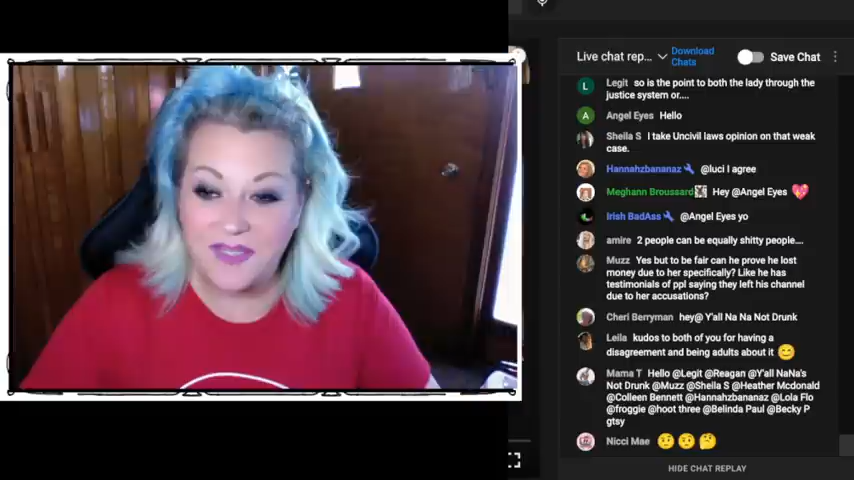 Live chat rep...
Download
Chats
Save Chat
L
Legit so is the point to both the lady through the
justice system or....
A
Angel Eyes Hello
Sheila S I take Uncivil laws opinion on that weak
case.
Hannahzbananaz @luci I agree
Meghann Broussard Hey @Angel Eyes
Irish BadAss @Angel Eyes yo
amire 2 people can be equally shitty people....
Muzz Yes but to be fair can he prove he lost
money due to her specifically? Like he has
testimonials of ppl saying they left his channel
due to her accusations?
Cheri Berryman hey@ Y'all Na Na Not Drunk
Leila kudos to both of you for having a
disagreement and being adults about it
Mama T Hello @Legit @Reagan @Y'all NaNa's
Not Drunk @Muzz @Sheila S @Heather Mcdonald
@Colleen Bennett @Hannahzbananaz @Lola Flo
@froggie @hoot three @Belinda Paul @Becky P
gtsy
Nicci Mae
HIDE CHAT REPLAY